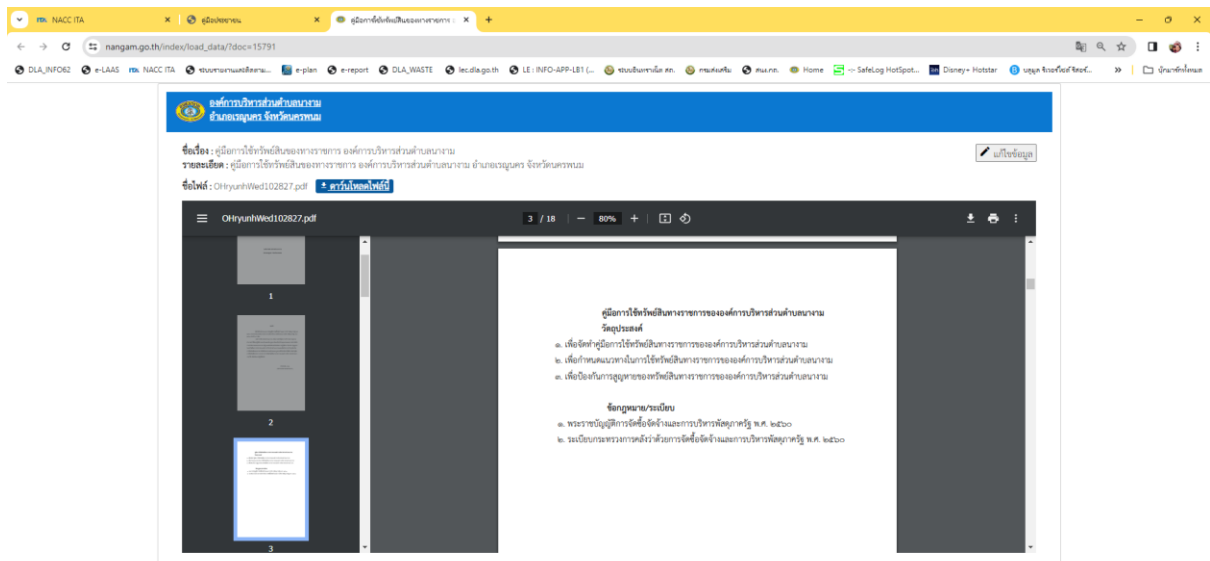 NACC ITA
คู่มือประชาชน
คู่มือการใช้ทรัพย์สินของทางราชการ :
nangam.go.th/index/load_data/?doc=15791
DLA_INFO62 e-LAAS NACC ITA e-plan e-report DLA_WASTE lec.dla.go.th LE : INFO-APP-LB1 (... Home -:- SafeLog HotSpot... Disney+ Hotstar
องค์การบริหารส่วนตำบลนางาม
อำเภอเรณูนคร จังหวัดนครพนม
ชื่อเรื่อง : คู่มือการใช้ทรัพย์สินของทางราชการ องค์การบริหารส่วนตำบลนางาม
แก้ไขข้อมูล
รายละเอียด : คู่มือการใช้ทรัพย์สินของทางราชการ องค์การบริหารส่วนตำบลนางาม อำเภอเรณูนคร จังหวัดนครพนม
ชื่อไฟล์ : OHryunhWed102827.pdf ดาวน์โหลดไฟล์นี้
OHryunhWed102827.pdf
3 / 18
80%
1
2
3
คู่มือการใช้ทรัพย์สินทางราชการขององค์การบริหารส่วนตำบลนางาม
วัตถุประสงค์
๑. เพื่อจัดทำคู่มือการใช้ทรัพย์สินทางราชการขององค์การบริหารส่วนตำบลนางาม
๒. เพื่อกำหนดแนวทางในการใช้ทรัพย์สินทางราชการขององค์การบริหารส่วนตำบลนางาม
๓. เพื่อป้องกันการสูญหายของทรัพย์สินทางราชการขององค์การบริหารส่วนตำบลนางาม
ข้อกฎหมาย/ระเบียบ
๑. พระราชบัญญัติการจัดซื้อจัดจ้างและการบริหารพัสดุภาครัฐ พ.ศ. ๒๕๖๐
๒. ระเบียบกระทรวงการคลังว่าด้วยการจัดซื้อจัดจ้างและการบริหารพัสดุภาครัฐ พ.ศ. ๒๕๖๐